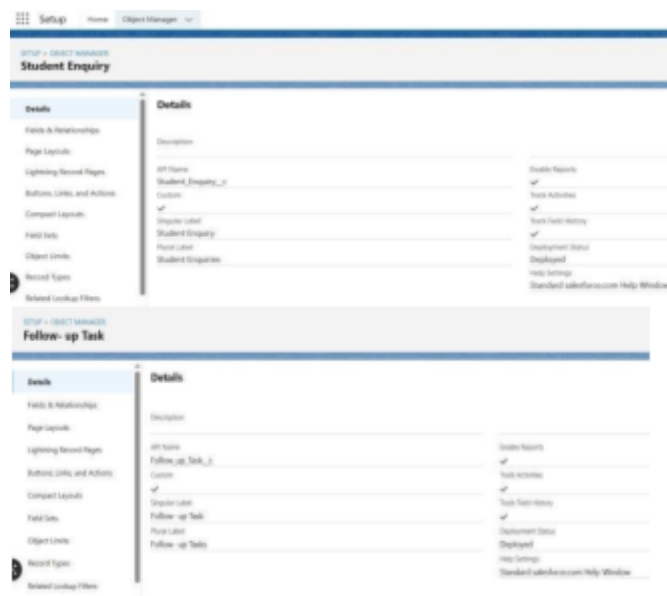 Setup Home Object Manager
SETUP > OBJECT MANAGER
Student Enquiry
Details
Fields & Relationships
Page Layouts
Lightning Record Pages
Buttons, Links, and Actions
Compact Layouts
Field Sets
Object Limits
Record Types
Related Lookup Filters
Details
Description
API Name
Student_Enquiry__c
Custom
Singular Label
Student Enquiry
Plural Label
Student Enquiries
Enable Reports
Track Activities
Track Field History
Deployment Status
Deployed
Help Settings
Standard salesforce.com Help Window
SETUP > OBJECT MANAGER
Follow- up Task
Details
Fields & Relationships
Page Layouts
Lightning Record Pages
Buttons, Links, and Actions
Compact Layouts
Field Sets
Object Limits
Record Types
Related Lookup Filters
Details
Description
API Name
Follow_up_Task__c
Custom
Singular Label
Follow- up Task
Plural Label
Follow- up Tasks
Enable Reports
Track Activities
Track Field History
Deployment Status
Deployed
Help Settings
Standard salesforce.com Help Window